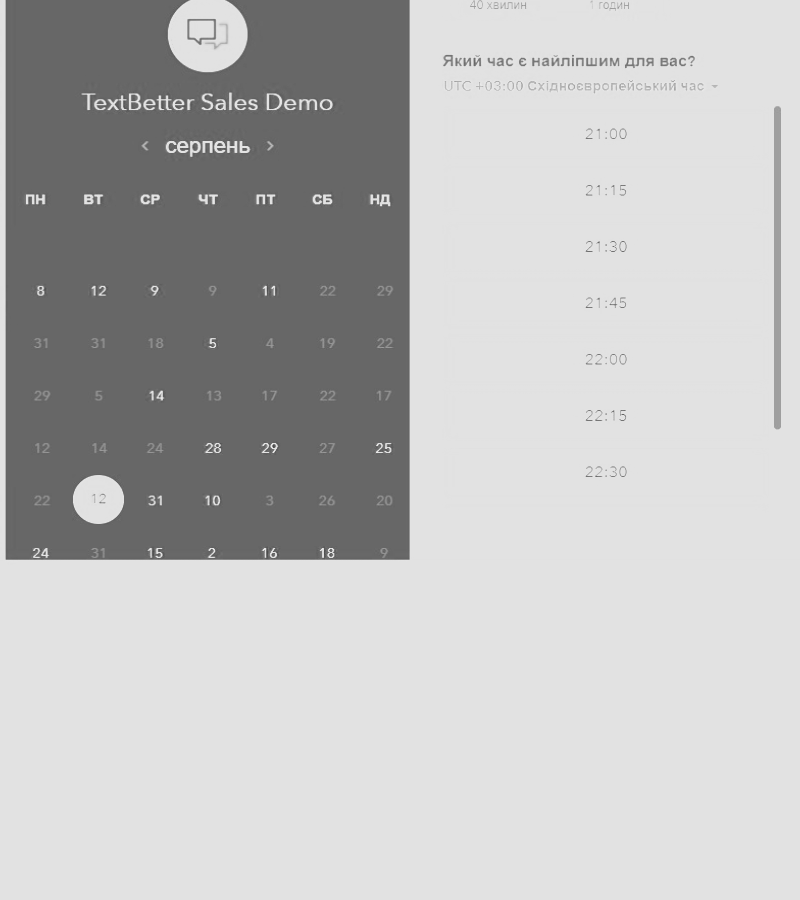 TextBetter Sales Demo
серпень
ПН ВТ СР ЧТ ПТ СБ НД
8 12 9 9 11 22 29
31 31 18 5 4 19 22
29 5 14 13 17 22 17
12 14 24 28 29 27 25
22 12 31 10 3 26 20
24 31 15 2 16 18 9
40 хвилин 1 годин
Який час є найліпшим для вас?
UTC +03:00 Східноєвропейський час
21:00
21:15
21:30
21:45
22:00
22:15
22:30